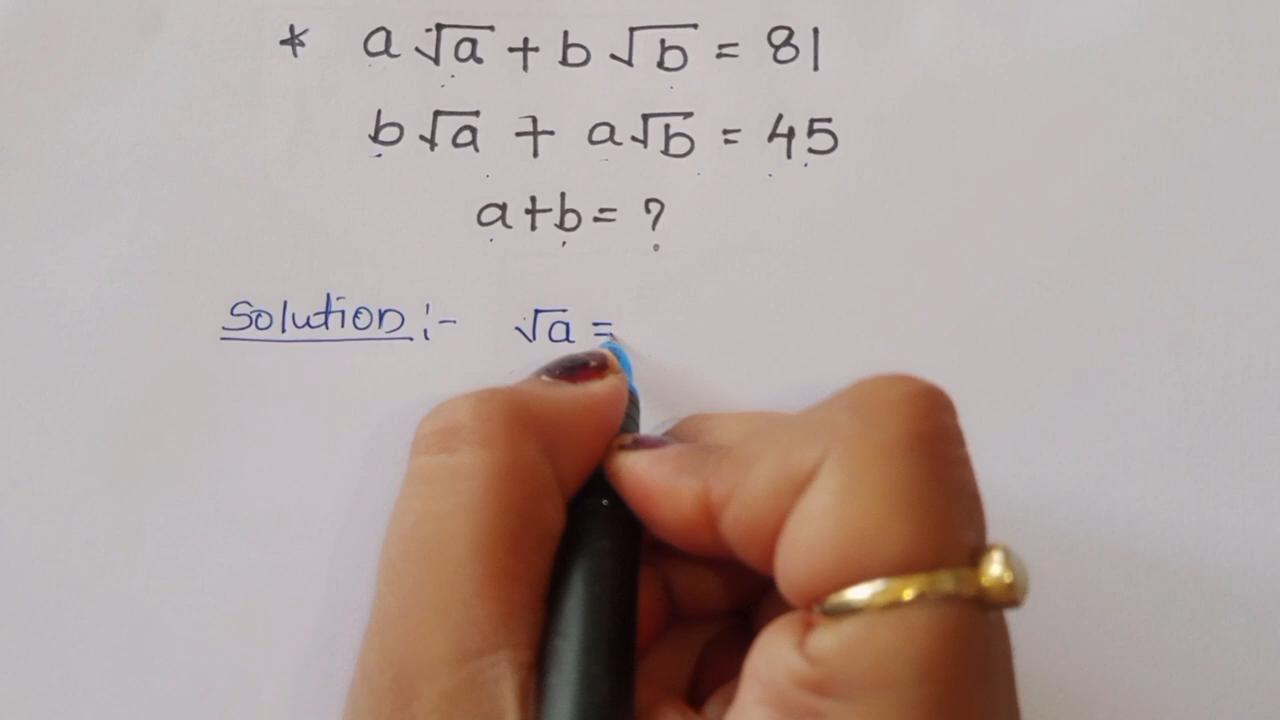 * a√a + b√b = 81
b√a + a√b = 45
a+b = ?
Solution :- √a =